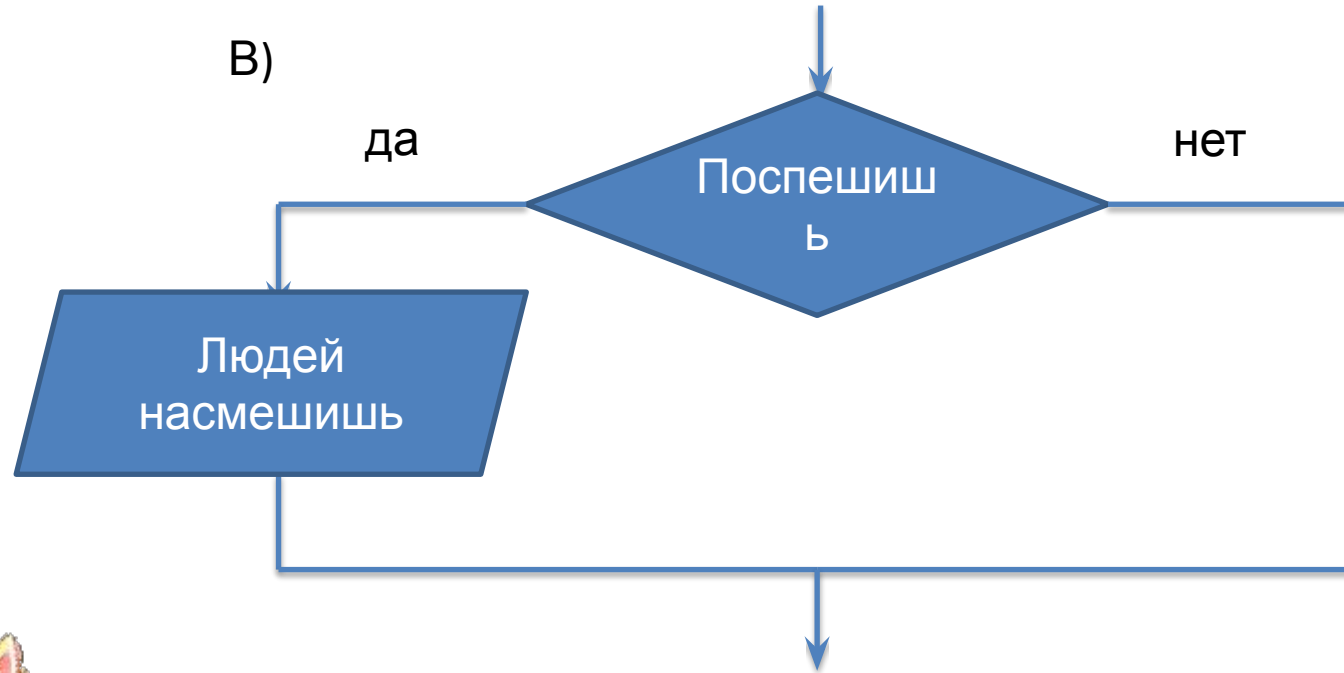 В)
да
нет
Поспешиш
ь
Людей
насмешишь